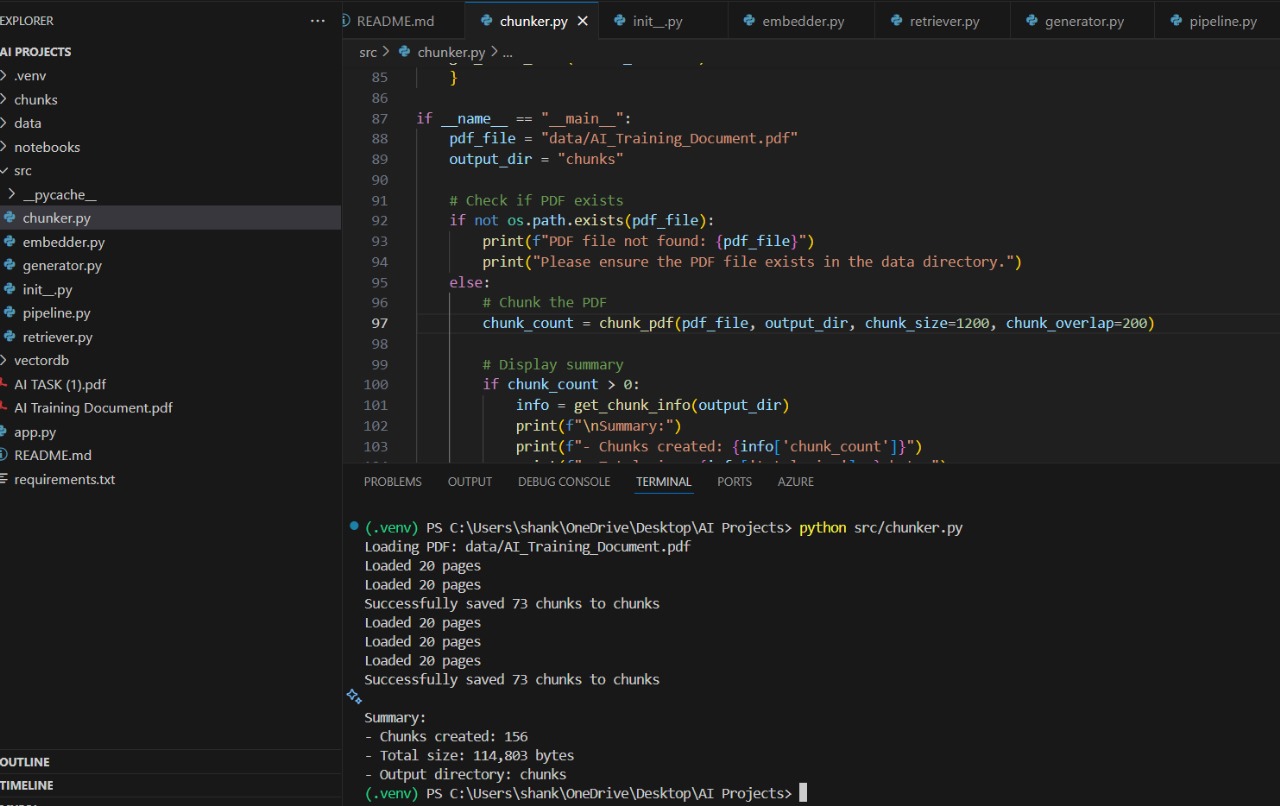 EXPLORER
AI PROJECTS
.venv
chunks
data
notebooks
src
__pycache__
chunker.py
embedder.py
generator.py
init__.py
pipeline.py
retriever.py
vectordb
AI TASK (1).pdf
AI Training Document.pdf
app.py
README.md
requirements.txt
OUTLINE
TIMELINE
README.md
chunker.py
init__.py
embedder.py
retriever.py
generator.py
pipeline.py
src > chunker.py > ...
85 }
86
87 if __name__ == "__main__":
88 pdf_file = "data/AI_Training_Document.pdf"
89 output_dir = "chunks"
90
91 # Check if PDF exists
92 if not os.path.exists(pdf_file):
93 print(f"PDF file not found: {pdf_file}")
94 print("Please ensure the PDF file exists in the data directory.")
95 else:
96 # Chunk the PDF
97 chunk_count = chunk_pdf(pdf_file, output_dir, chunk_size=1200, chunk_overlap=200)
98
99 # Display summary
100 if chunk_count > 0:
101 info = get_chunk_info(output_dir)
102 print(f"\nSummary:")
103 print(f"- Chunks created: {info['chunk_count']}")
PROBLEMS OUTPUT DEBUG CONSOLE TERMINAL PORTS AZURE
(.venv) PS C:\Users\shank\OneDrive\Desktop\AI Projects> python src/chunker.py
Loading PDF: data/AI_Training_Document.pdf
Loaded 20 pages
Loaded 20 pages
Successfully saved 73 chunks to chunks
Loaded 20 pages
Loaded 20 pages
Loaded 20 pages
Successfully saved 73 chunks to chunks
Summary:
- Chunks created: 156
- Total size: 114,803 bytes
- Output directory: chunks
(.venv) PS C:\Users\shank\OneDrive\Desktop\AI Projects>